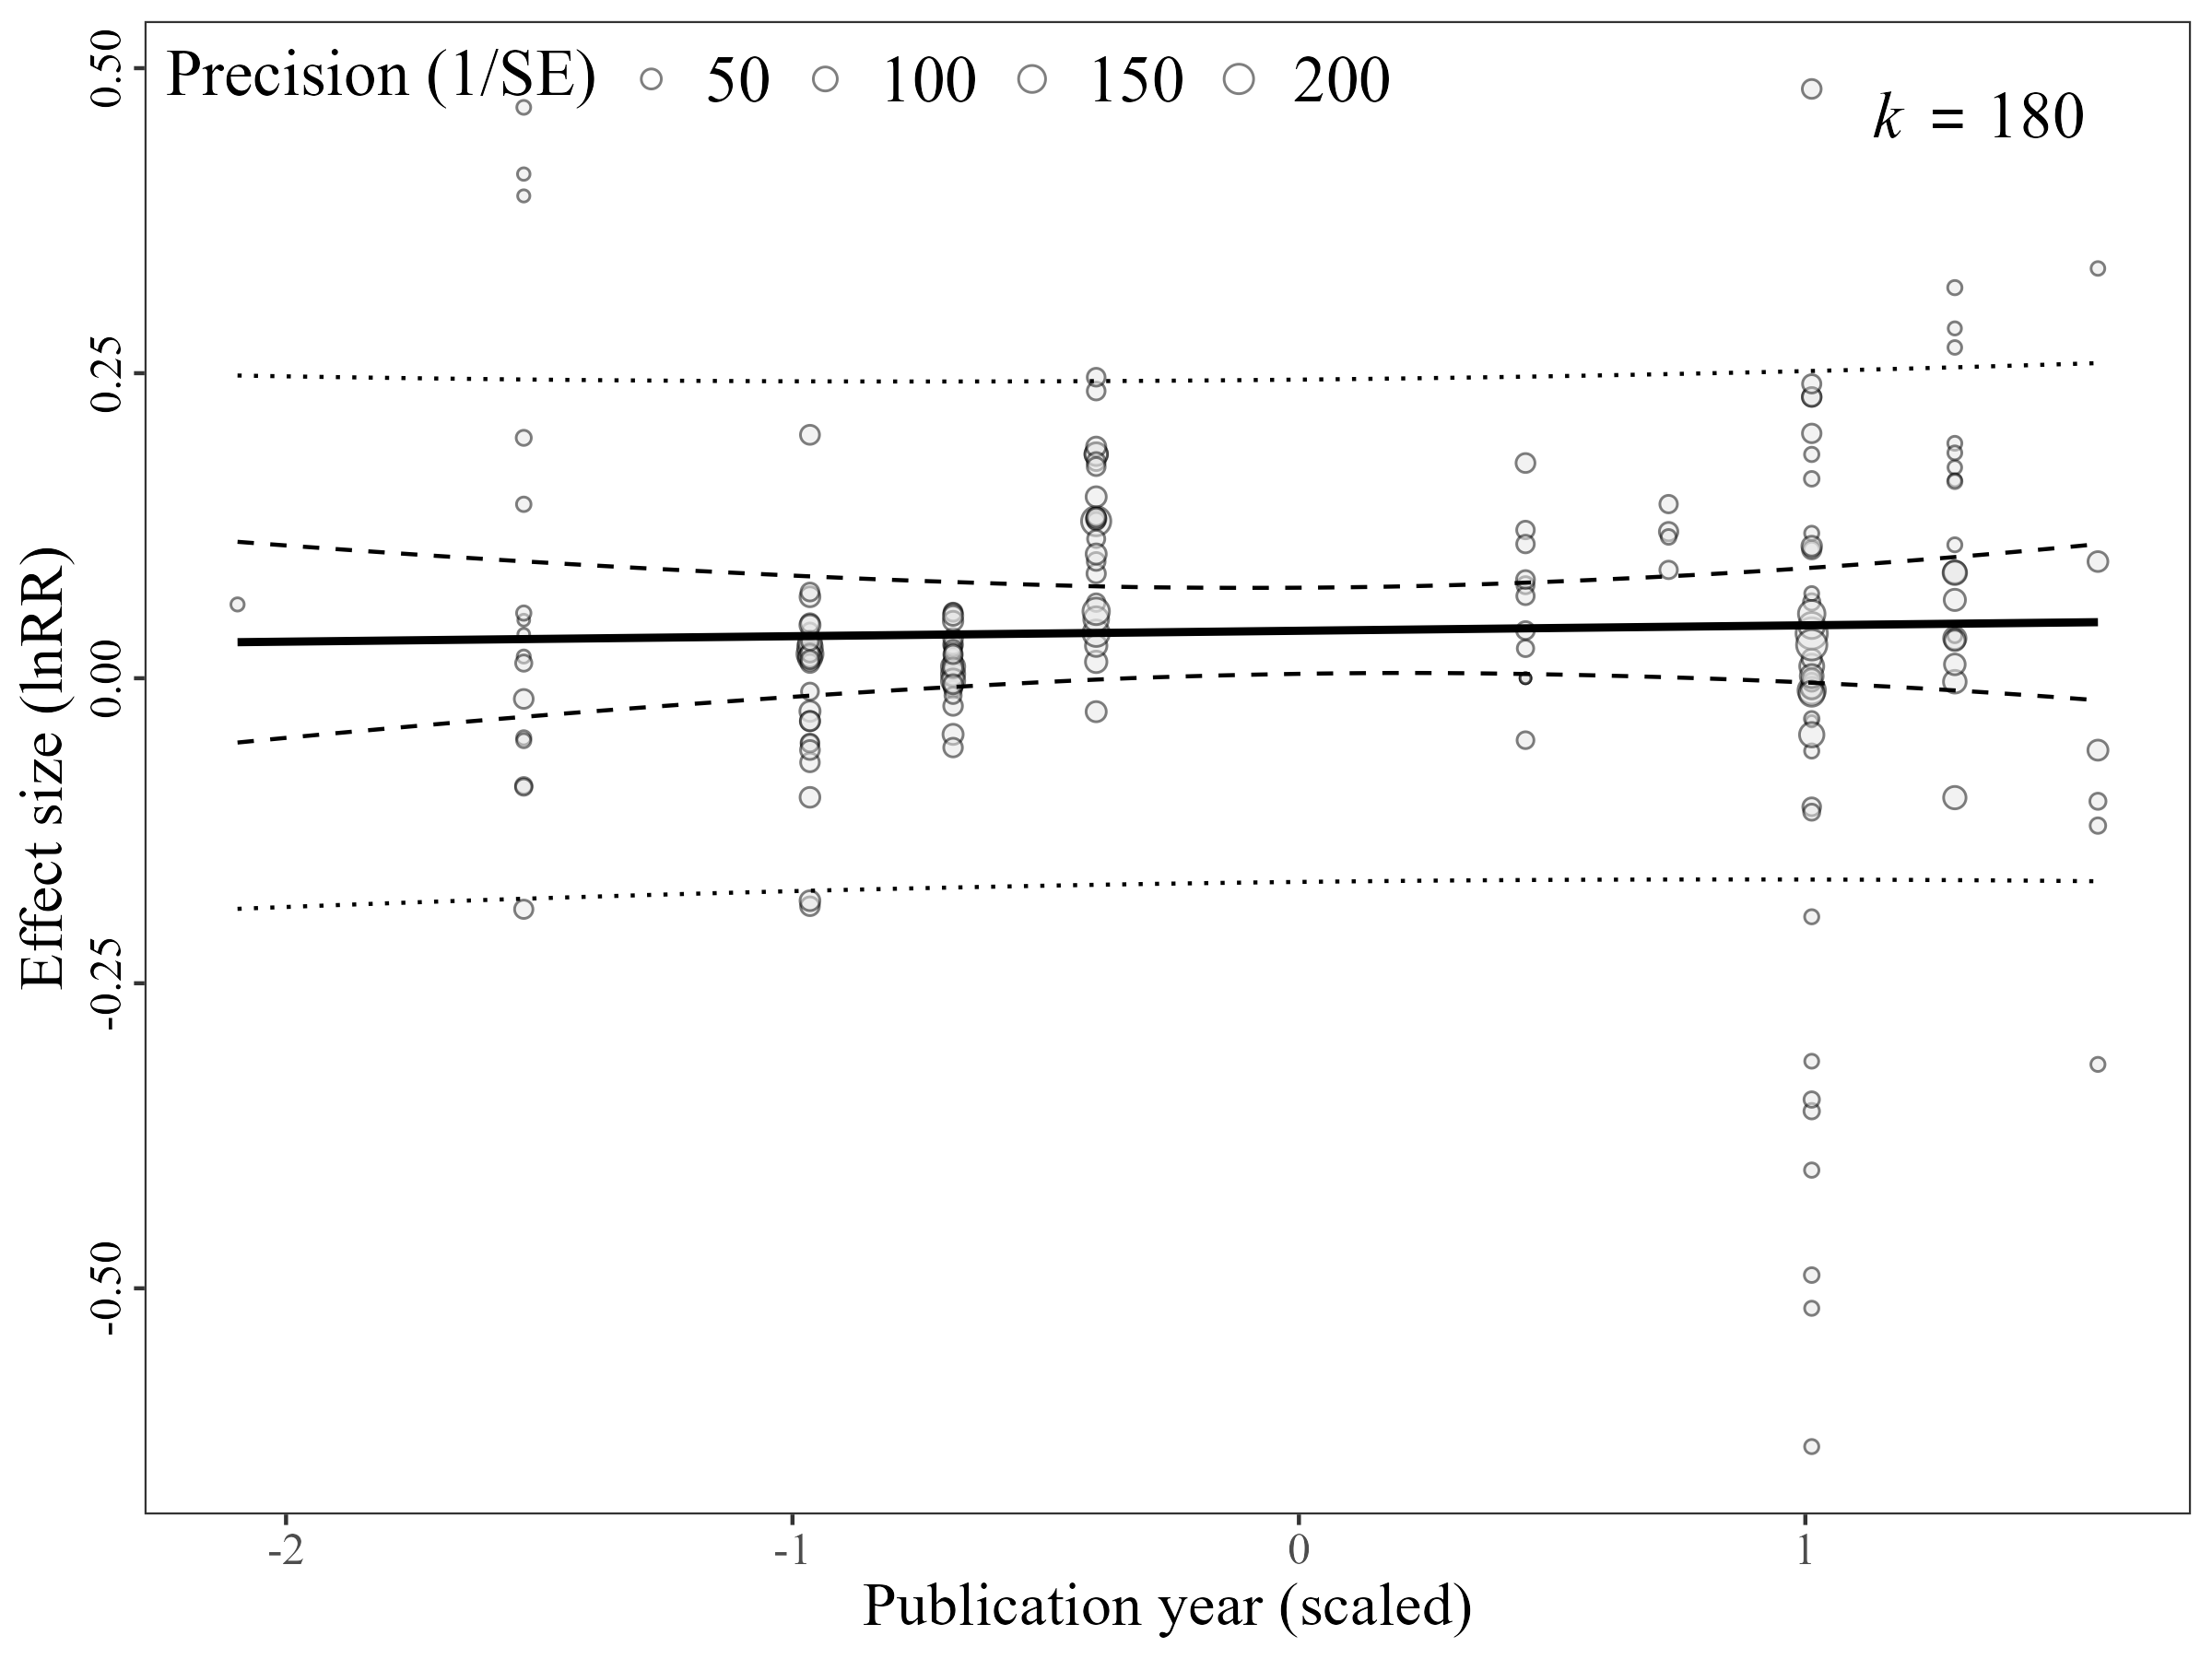 Precision (1/SE) 50 100 150 200
k = 180
Effect size (lnRR)
0.50
0.25
0.00
-0.25
-0.50
-2 -1 0 1
Publication year (scaled)